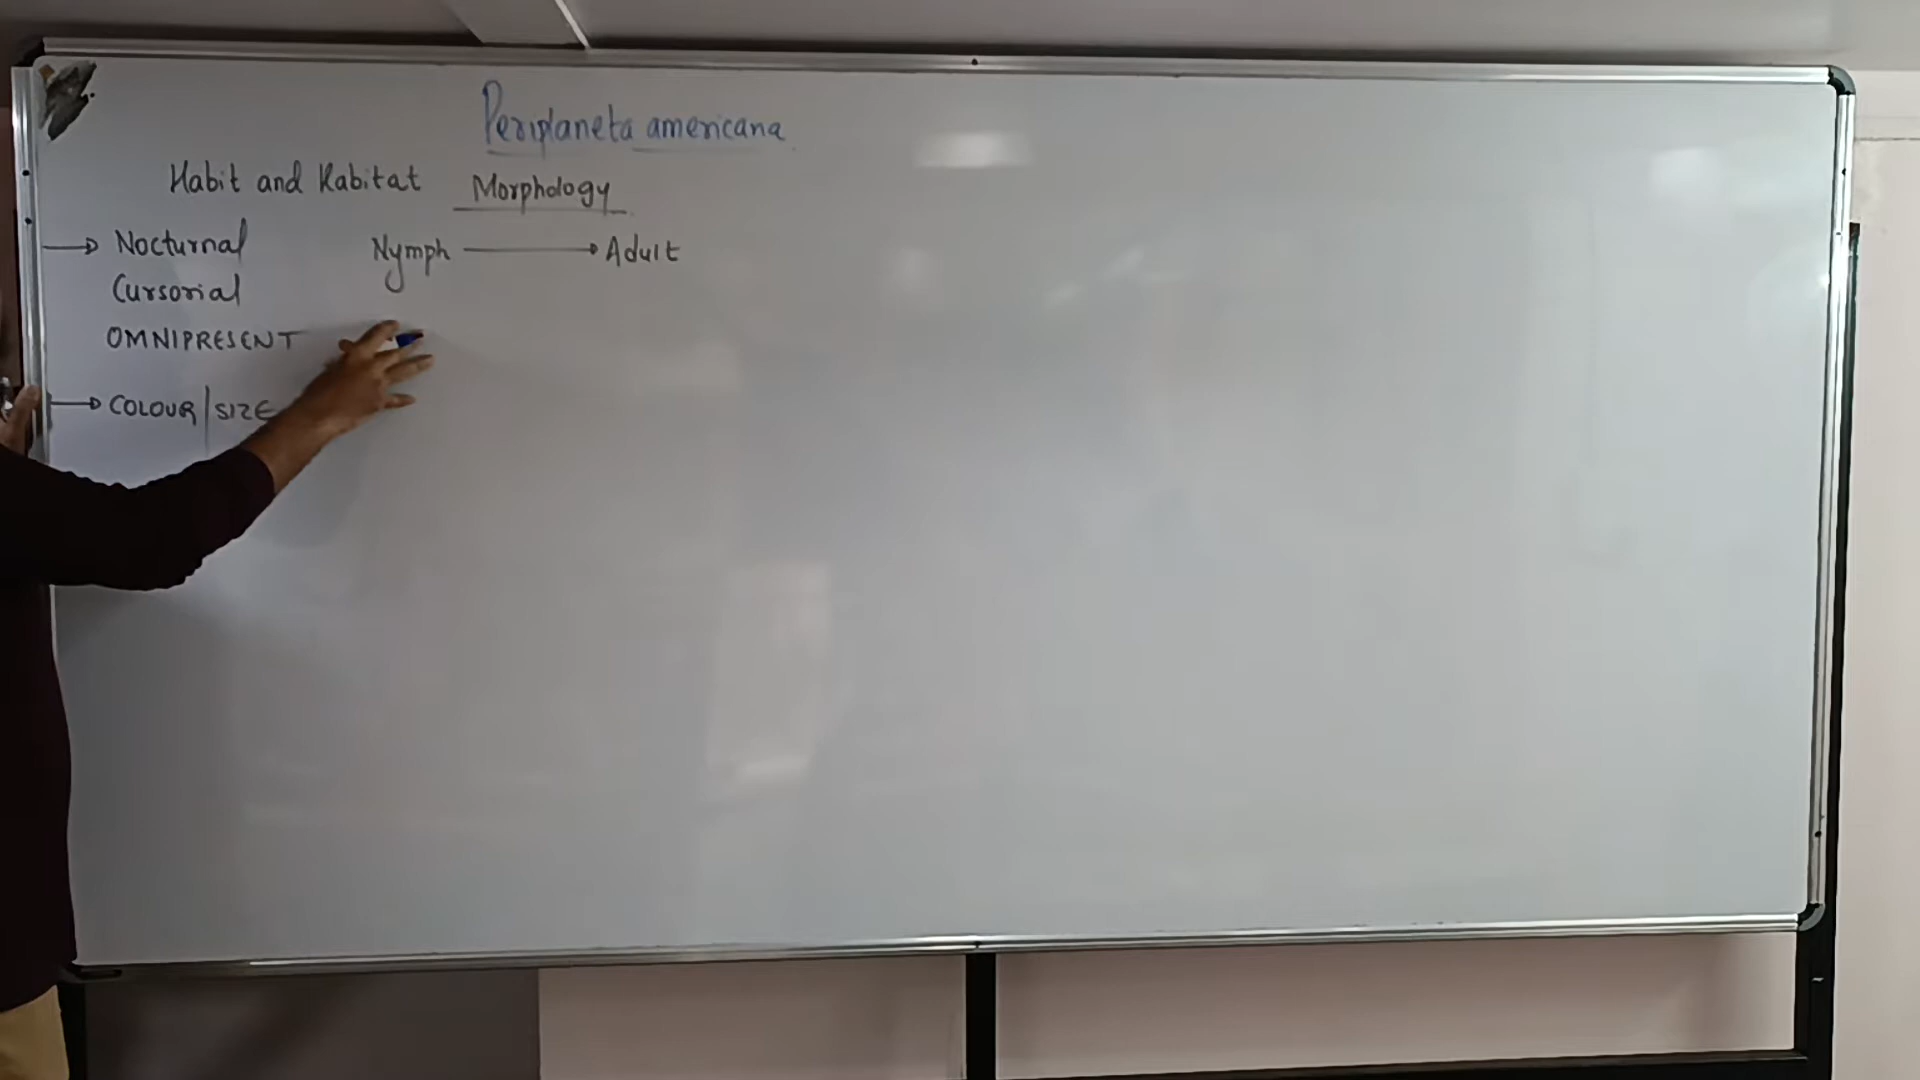 Periplaneta americana
Habit and Habitat
Morphology
→ Nocturnal
Cursorial
OMNIPRESENT
→ COLOUR/SIZE
Nymph → Adult